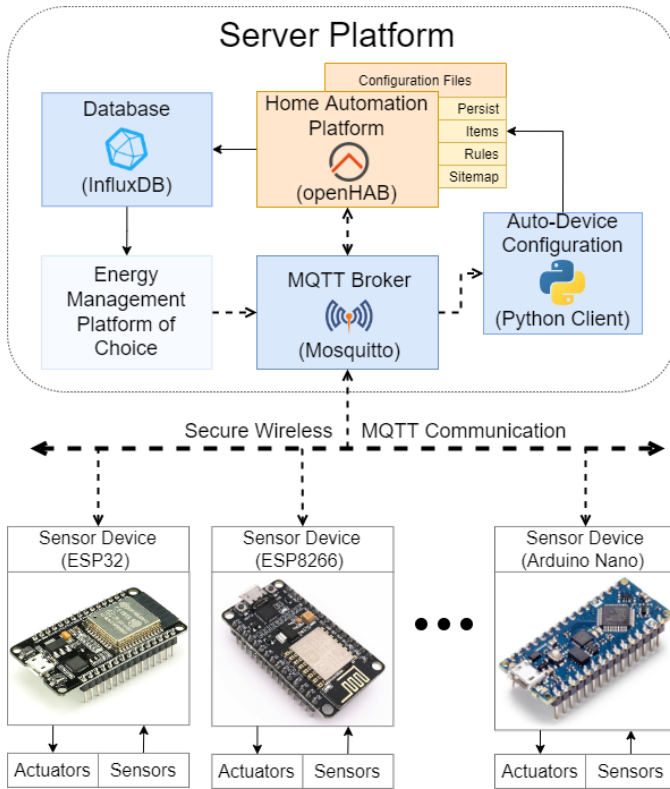 Server Platform
Configuration Files
Persist
Items
Rules
Sitemap
Home Automation
Platform
(openHAB)
Database
(InfluxDB)
Auto-Device
Configuration
(Python Client)
Energy
Management
Platform of
Choice
MQTT Broker
(Mosquitto)
Secure Wireless
MQTT Communication
Sensor Device
(ESP32)
Sensor Device
(ESP8266)
Sensor Device
(Arduino Nano)
Actuators
Sensors
Actuators
Sensors
Actuators
Sensors